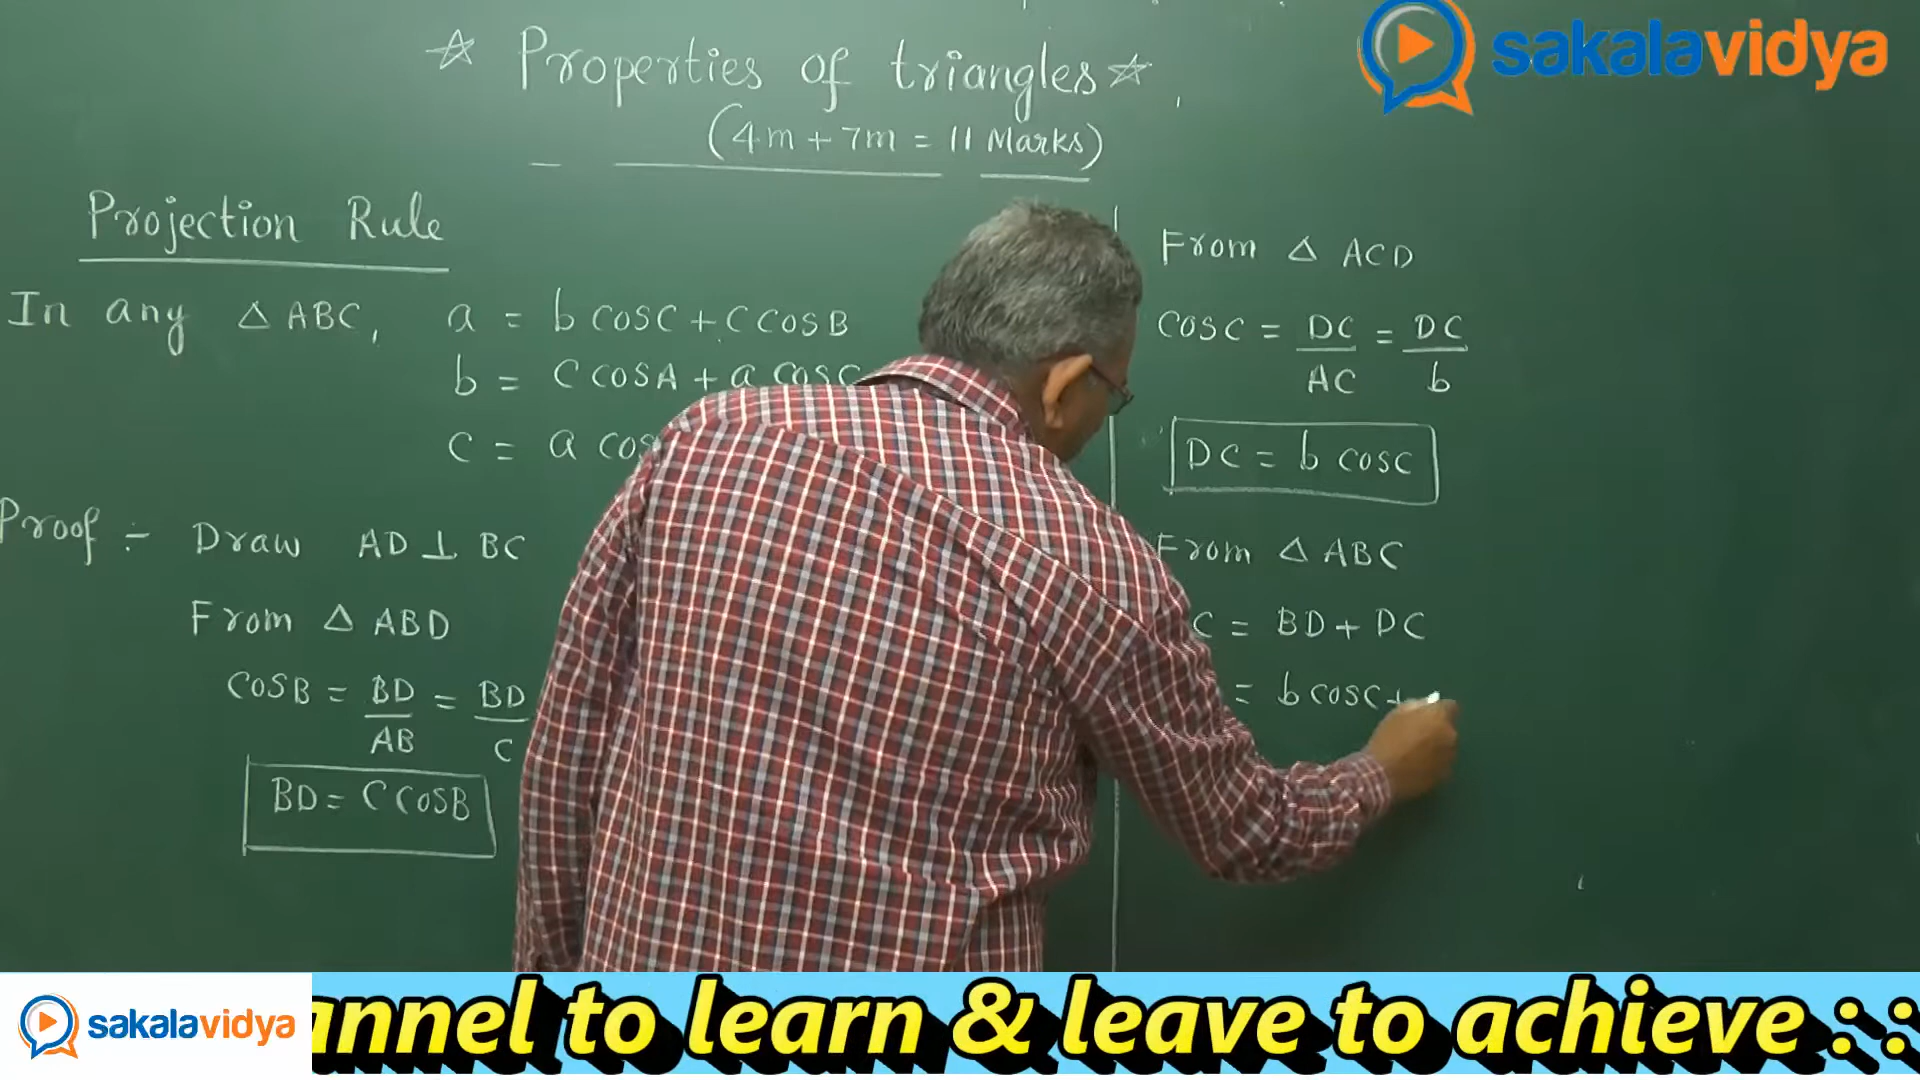 ☆ Properties of triangles ☆
(4m + 7m = 11 Marks)
sakalavidya
Projection Rule
In any △ ABC, a = b cosC + C cosB
b = C cosA + a cosC
C = a cos
Proof ÷ Draw AD ⊥ BC
From △ ABD
cosB = BD/AB = BD/C
BD = C cosB
From △ ACD
cosC = DC/AC = DC/b
DC = b cosC
From △ ABC
C = BD + DC
= b cosC +
sakalavidya
annel to learn & leave to achieve : :